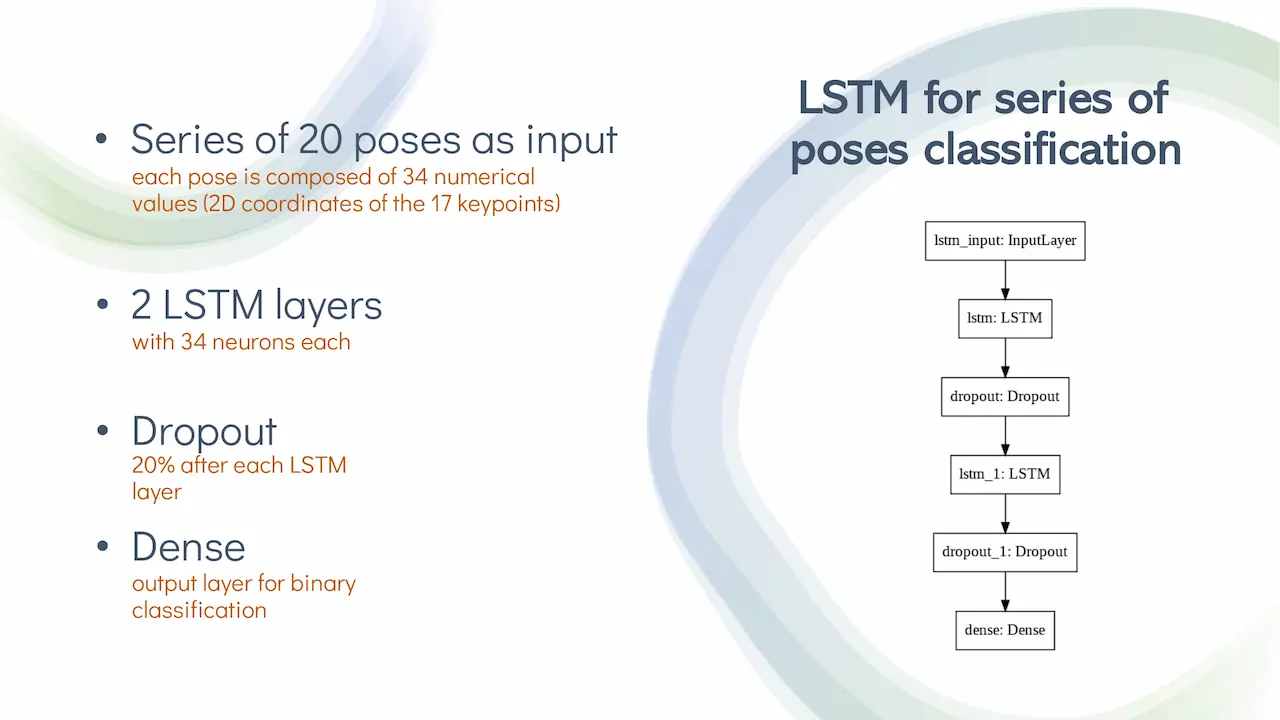 LSTM for series of
poses classification
• Series of 20 poses as input
each pose is composed of 34 numerical
values (2D coordinates of the 17 keypoints)
• 2 LSTM layers
with 34 neurons each
• Dropout
20% after each LSTM
layer
• Dense
output layer for binary
classification
lstm_input: InputLayer
lstm: LSTM
dropout: Dropout
lstm_1: LSTM
dropout_1: Dropout
dense: Dense